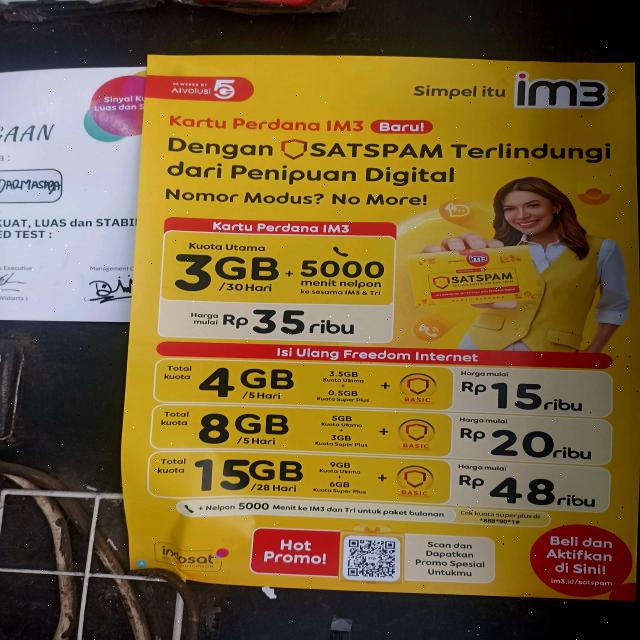 Sinyal
Luas dan
KUAT, LUAS dan
TEST :
POWERED BY
AIvolusi 5G
Simpel itu im3
Kartu Perdana IM3 Baru!
Dengan SATSPAM Terlindungi
dari Penipuan Digital
Nomor Modus? No More!
Kartu Perdana IM3
Kuota Utama
3GB /30 Hari + 5000 menit nelpon ke sesama IM3 & Tri
Harga mulai Rp 35 ribu
im3
SATSPAM
Isi Ulang Freedom Internet
Total kuota 4GB /5 Hari 3.5GB Kuota Utama + 0.5GB Kuota Super Plus + BASIC Harga mulai Rp 15 ribu
Total kuota 8GB /5 Hari 5GB Kuota Utama + 3GB Kuota Super Plus + BASIC Harga mulai Rp 20 ribu
Total kuota 15GB /28 Hari 9GB Kuota Utama + 6GB Kuota Super Plus + BASIC Harga mulai Rp 48 ribu
+ Nelpon 5000 Menit ke IM3 dan Tri untuk paket bulanan
Cek kuota superplus di
*888*90*1#
indosat
Hot
Promo!
Scan dan
Dapatkan
Promo Spesial
Untukmu
Beli dan
Aktifkan
di Sini!
im3.id/satspam